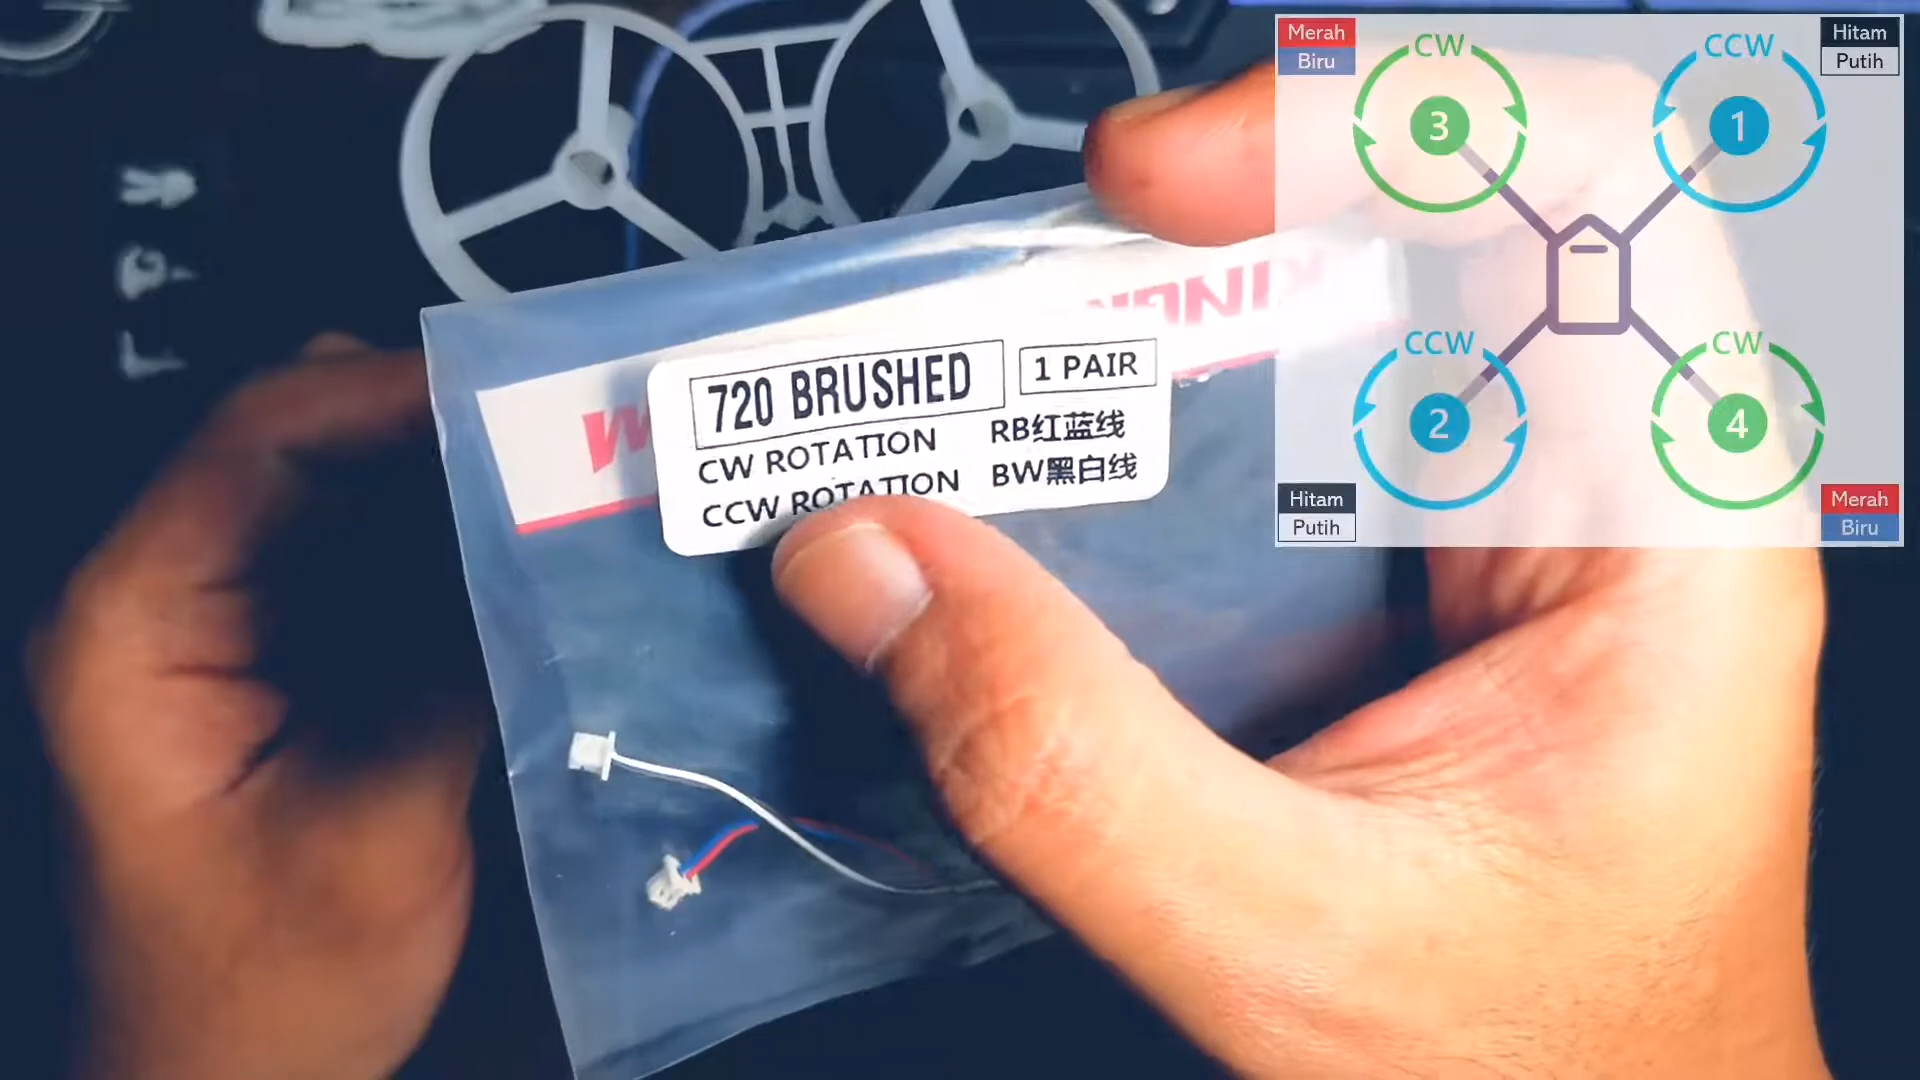 720 BRUSHED
1 PAIR
CW ROTATION RB红蓝线
CCW ROTATION BW黑白线
Merah
Biru
CW
3
CCW
1
Hitam
Putih
CCW
2
CW
4
Hitam
Putih
Merah
Biru